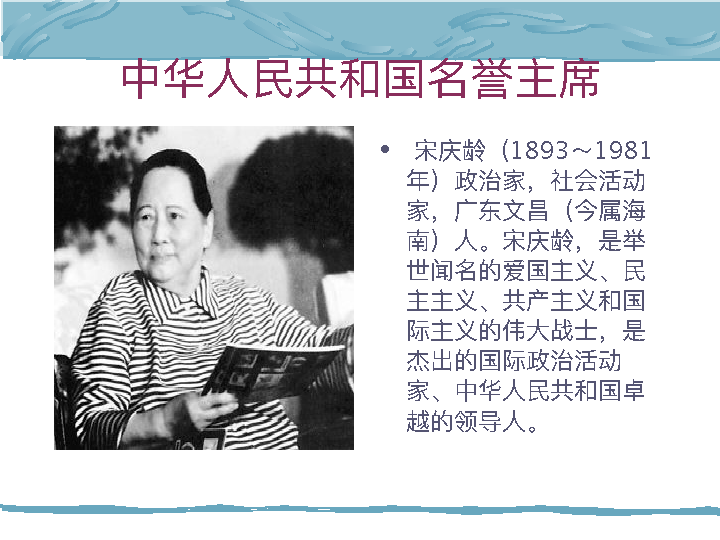 中华人民共和国名誉主席
• 宋庆龄（1893～1981
年）政治家，社会活动
家，广东文昌（今属海
南）人。宋庆龄，是举
世闻名的爱国主义、民
主主义、共产主义和国
际主义的伟大战士，是
杰出的国际政治活动
家、中华人民共和国卓
越的领导人。